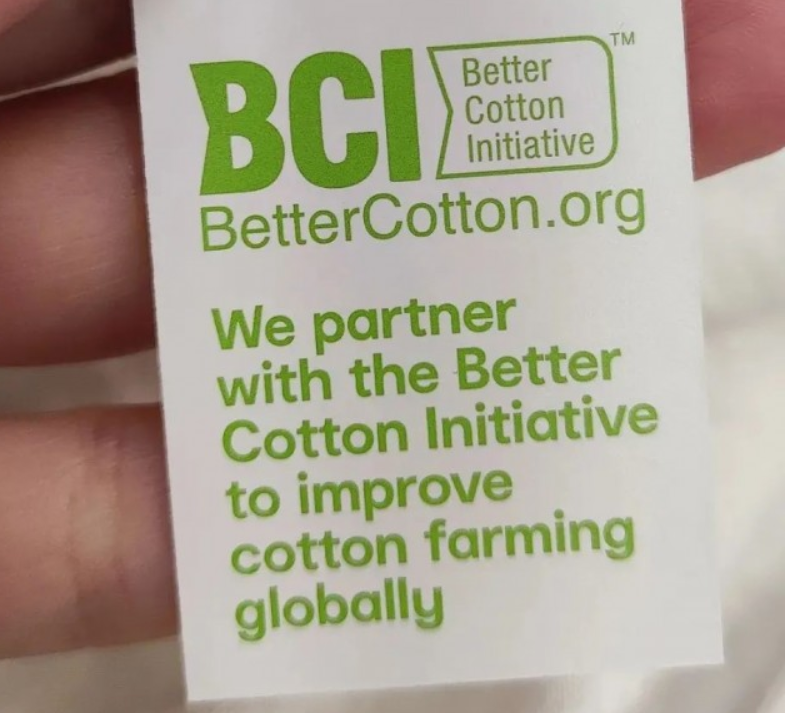 BCI
Better
Cotton
Initiative
TM
BetterCotton.org
We partner
with the Better
Cotton Initiative
to improve
cotton farming
globally